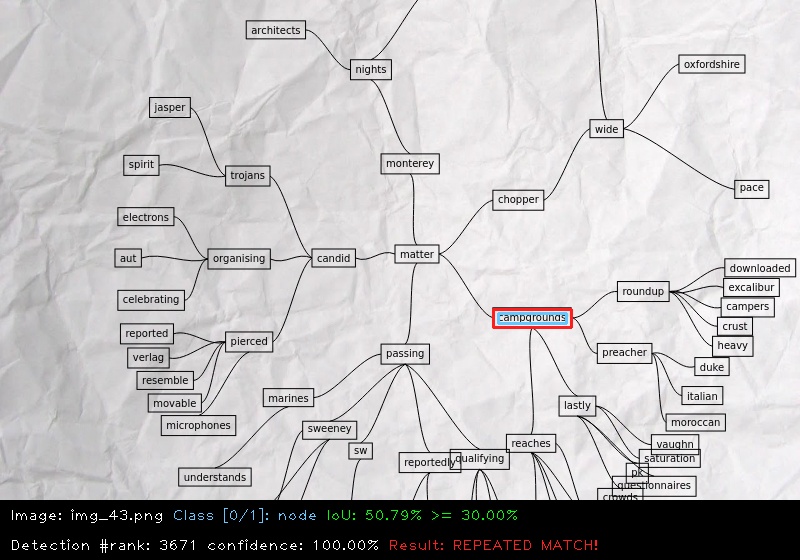 architects
nights
oxfordshire
jasper
wide
spirit
trojans
monterey
pace
chopper
electrons
aut
organising
candid
matter
downloaded
celebrating
excalibur
roundup
campers
campgrounds
crust
reported
pierced
heavy
verlag
passing
preacher
duke
resemble
movable
marines
italian
lastly
microphones
moroccan
sweeney
reaches
vaughn
sw
saturation
reportedly
qualifying
pk
understands
questionnaires
crowds
Image: img_43.png Class [0/1]: node IoU: 50.79% >= 30.00%
Detection #rank: 3671 confidence: 100.00% Result: REPEATED MATCH!